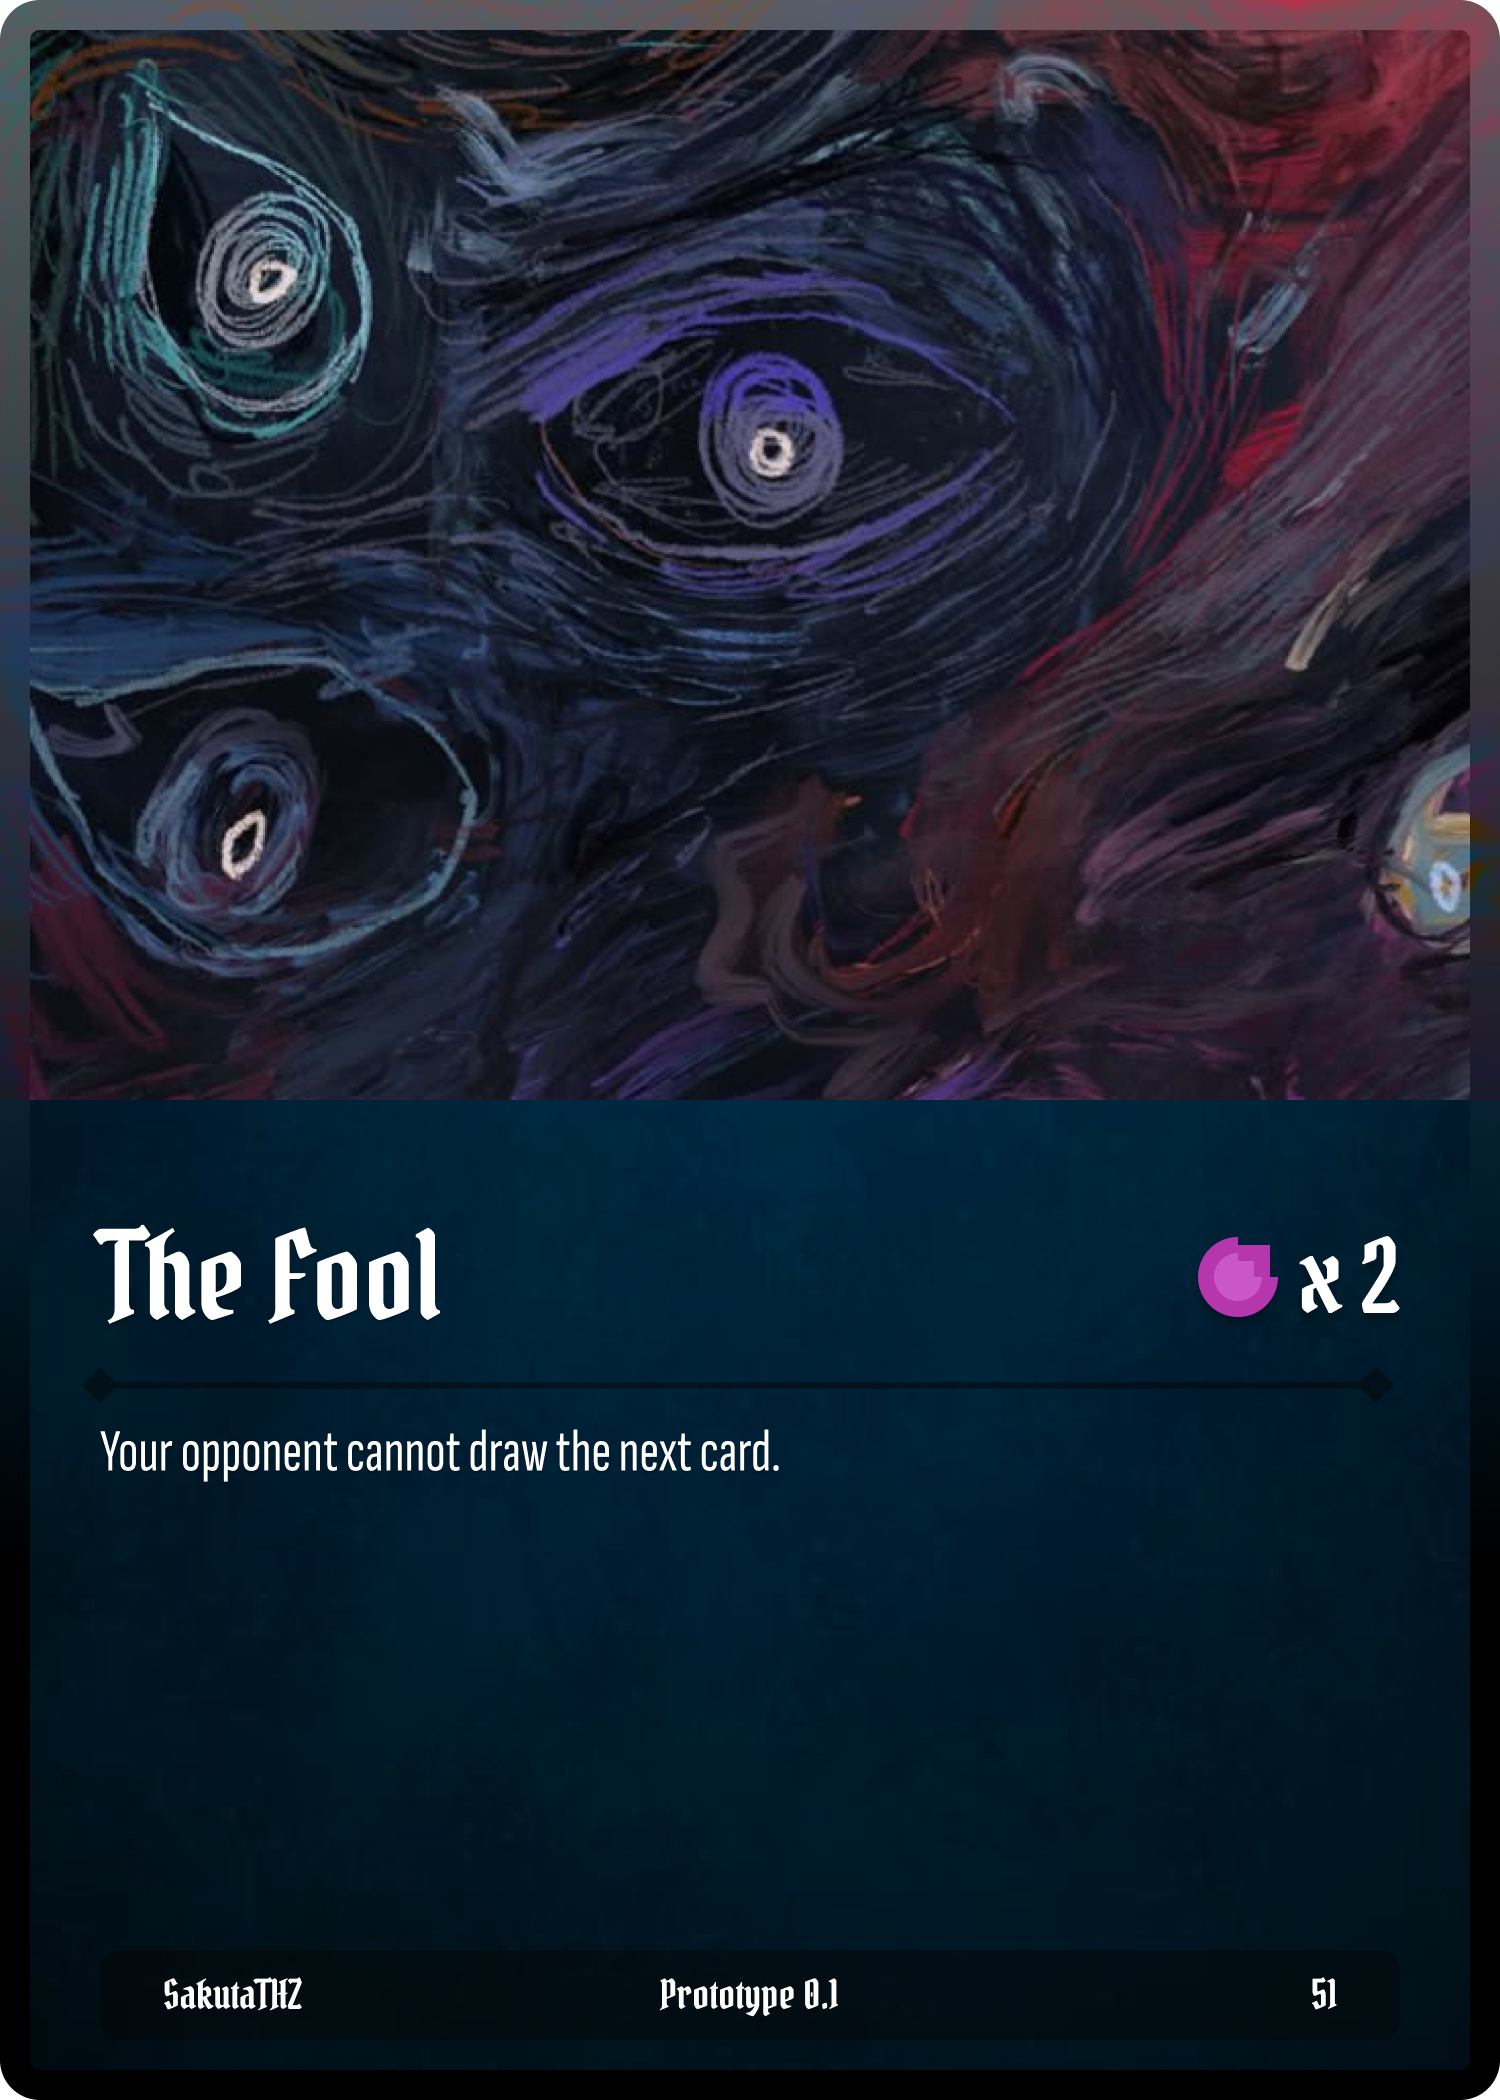 The Fool
x 2
Your opponent cannot draw the next card.
SakutaTHZ
Prototype 0.1
51